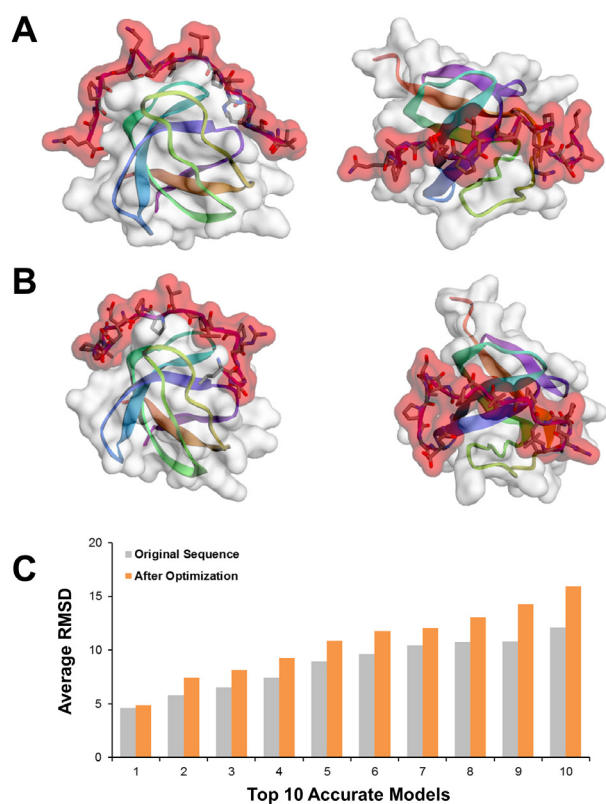 A
B
C
20
15
10
5
0
Average RMSD
Original Sequence
After Optimization
1 2 3 4 5 6 7 8 9 10
Top 10 Accurate Models